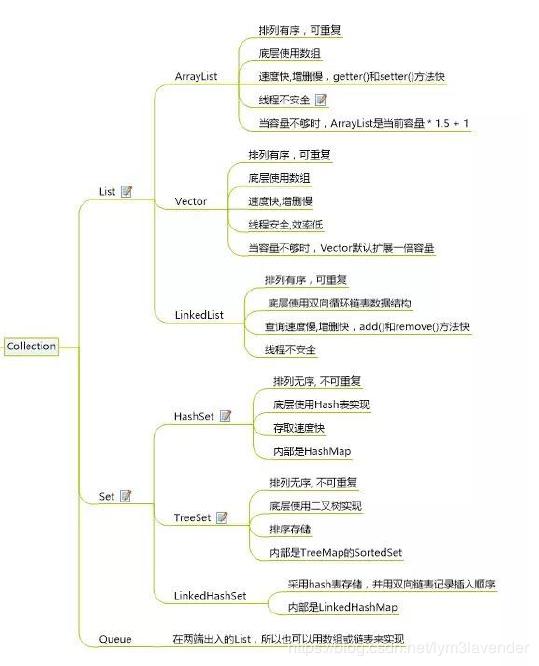 Collection
List
ArrayList
排列有序，可重复
底层使用数组
速度快,增删慢，getter()和setter()方法快
线程不安全
当容量不够时，ArrayList是当前容量 * 1.5 + 1
Vector
排列有序，可重复
底层使用数组
速度快,增删慢
线程安全,效率低
当容量不够时，Vector默认扩展一倍容量
LinkedList
排列有序，可重复
底层使用双向循环链表数据结构
查询速度慢,增删快，add()和remove()方法快
线程不安全
Set
HashSet
排列无序, 不可重复
底层使用Hash表实现
存取速度快
内部是HashMap
TreeSet
排列无序, 不可重复
底层使用二叉树实现
排序存储
内部是TreeMap的SortedSet
LinkedHashSet
采用hash表存储，并用双向链表记录插入顺序
内部是LinkedHashMap
Queue
在两端出入的List，所以也可以用数组或链表来实现
https://blog.csdn.net/lym3lavender